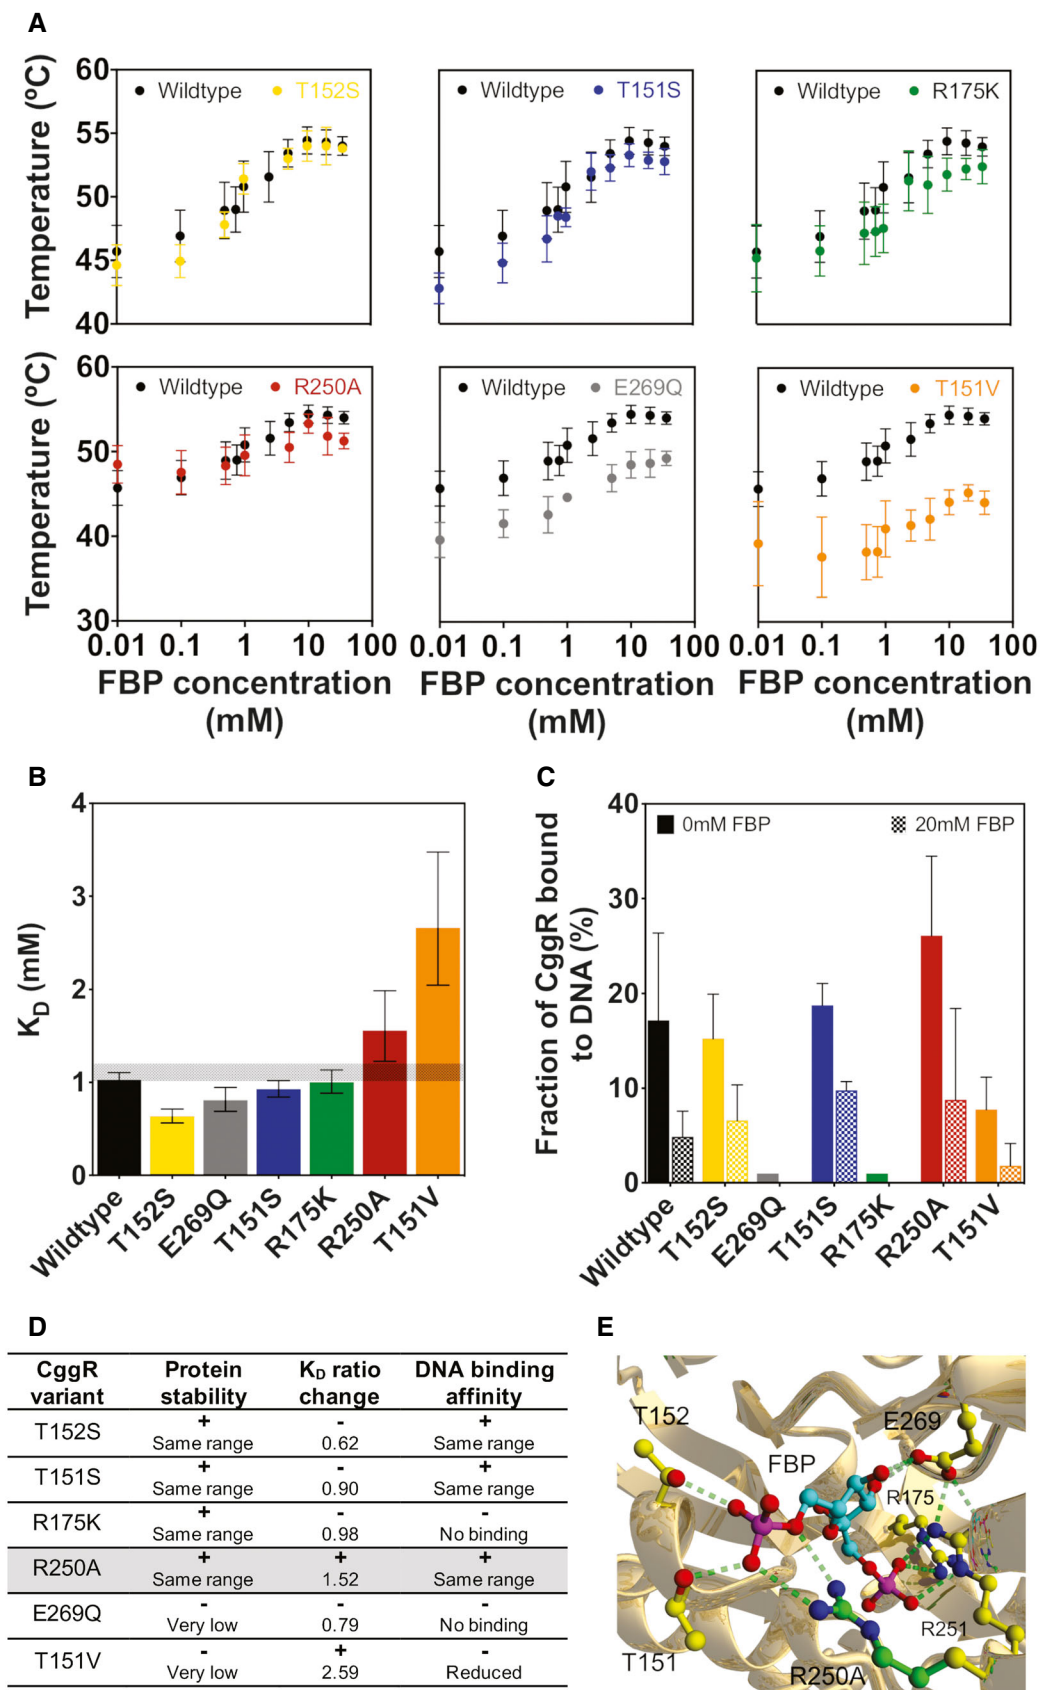 A
Temperature (ºC)
60
55
50
45
40
Wildtype T152S
Wildtype T151S
Wildtype R175K
Temperature (ºC)
60
50
40
30
Wildtype R250A
Wildtype E269Q
Wildtype T151V
0.01 0.1 1 10 100
0.01 0.1 1 10 100
0.01 0.1 1 10 100
FBP concentration
(mM)
FBP concentration
(mM)
FBP concentration
(mM)
B
K_D (mM)
4
3
2
1
0
Wildtype
T152S
E269Q
T151S
R175K
R250A
T151V
C
Fraction of CggR bound
to DNA (%)
40
30
20
10
0
0mM FBP 20mM FBP
Wildtype
T152S
E269Q
T151S
R175K
R250A
T151V
D
CggR variant Protein stability K_D ratio change DNA binding affinity
T152S + - +
Same range 0.62 Same range
T151S + - +
Same range 0.90 Same range
R175K + - -
Same range 0.98 No binding
R250A + + +
Same range 1.52 Same range
E269Q - - -
Very low 0.79 No binding
T151V - + -
Very low 2.59 Reduced
E
T152
E269
FBP
R175
R251
T151
R250A